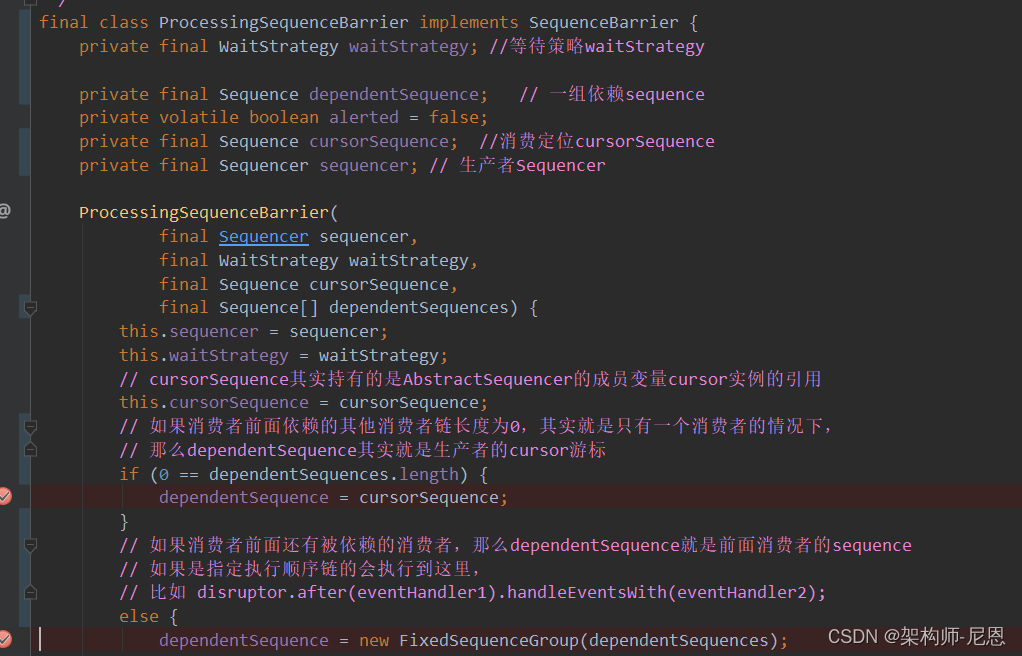 final class ProcessingSequenceBarrier implements SequenceBarrier {
private final WaitStrategy waitStrategy; //等待策略waitStrategy
private final Sequence dependentSequence; // 一组依赖sequence
private volatile boolean alerted = false;
private final Sequence cursorSequence; //消费定位cursorSequence
private final Sequencer sequencer; // 生产者Sequencer
@
ProcessingSequenceBarrier(
final Sequencer sequencer,
final WaitStrategy waitStrategy,
final Sequence cursorSequence,
final Sequence[] dependentSequences) {
this.sequencer = sequencer;
this.waitStrategy = waitStrategy;
// cursorSequence其实持有的是AbstractSequencer的成员变量cursor实例的引用
this.cursorSequence = cursorSequence;
// 如果消费者前面依赖的其他消费者链长度为0，其实就是只有一个消费者的情况下，
// 那么dependentSequence其实就是生产者的cursor游标
if (0 == dependentSequences.length) {
dependentSequence = cursorSequence;
}
// 如果消费者前面还有被依赖的消费者，那么dependentSequence就是前面消费者的sequence
// 如果是指定执行顺序链的会执行到这里，
// 比如 disruptor.after(eventHandler1).handleEventsWith(eventHandler2);
else {
dependentSequence = new FixedSequenceGroup(dependentSequences);
CSDN @架构师-尼恩